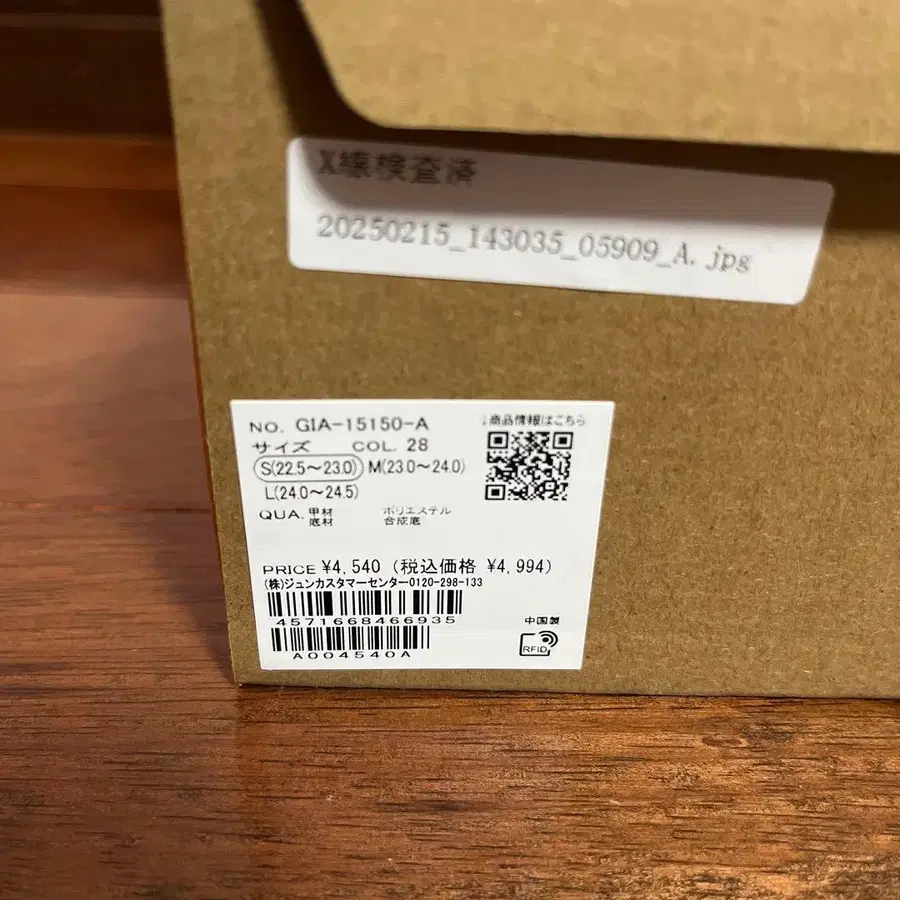 X線検査済
20250215_143035_05909_A.jpg
NO. GIA-15150-A
↓商品情報はこちら
サイズ COL. 28
S(22.5～23.0) M(23.0～24.0)
L(24.0～24.5)
QUA. 甲材 ポリエステル
底材 合成底
PRICE ¥4,540 (税込価格 ¥4,994)
(株)ジュンカスタマーセンター0120-298-133
4571668466935
中国製
A004540A
RFID